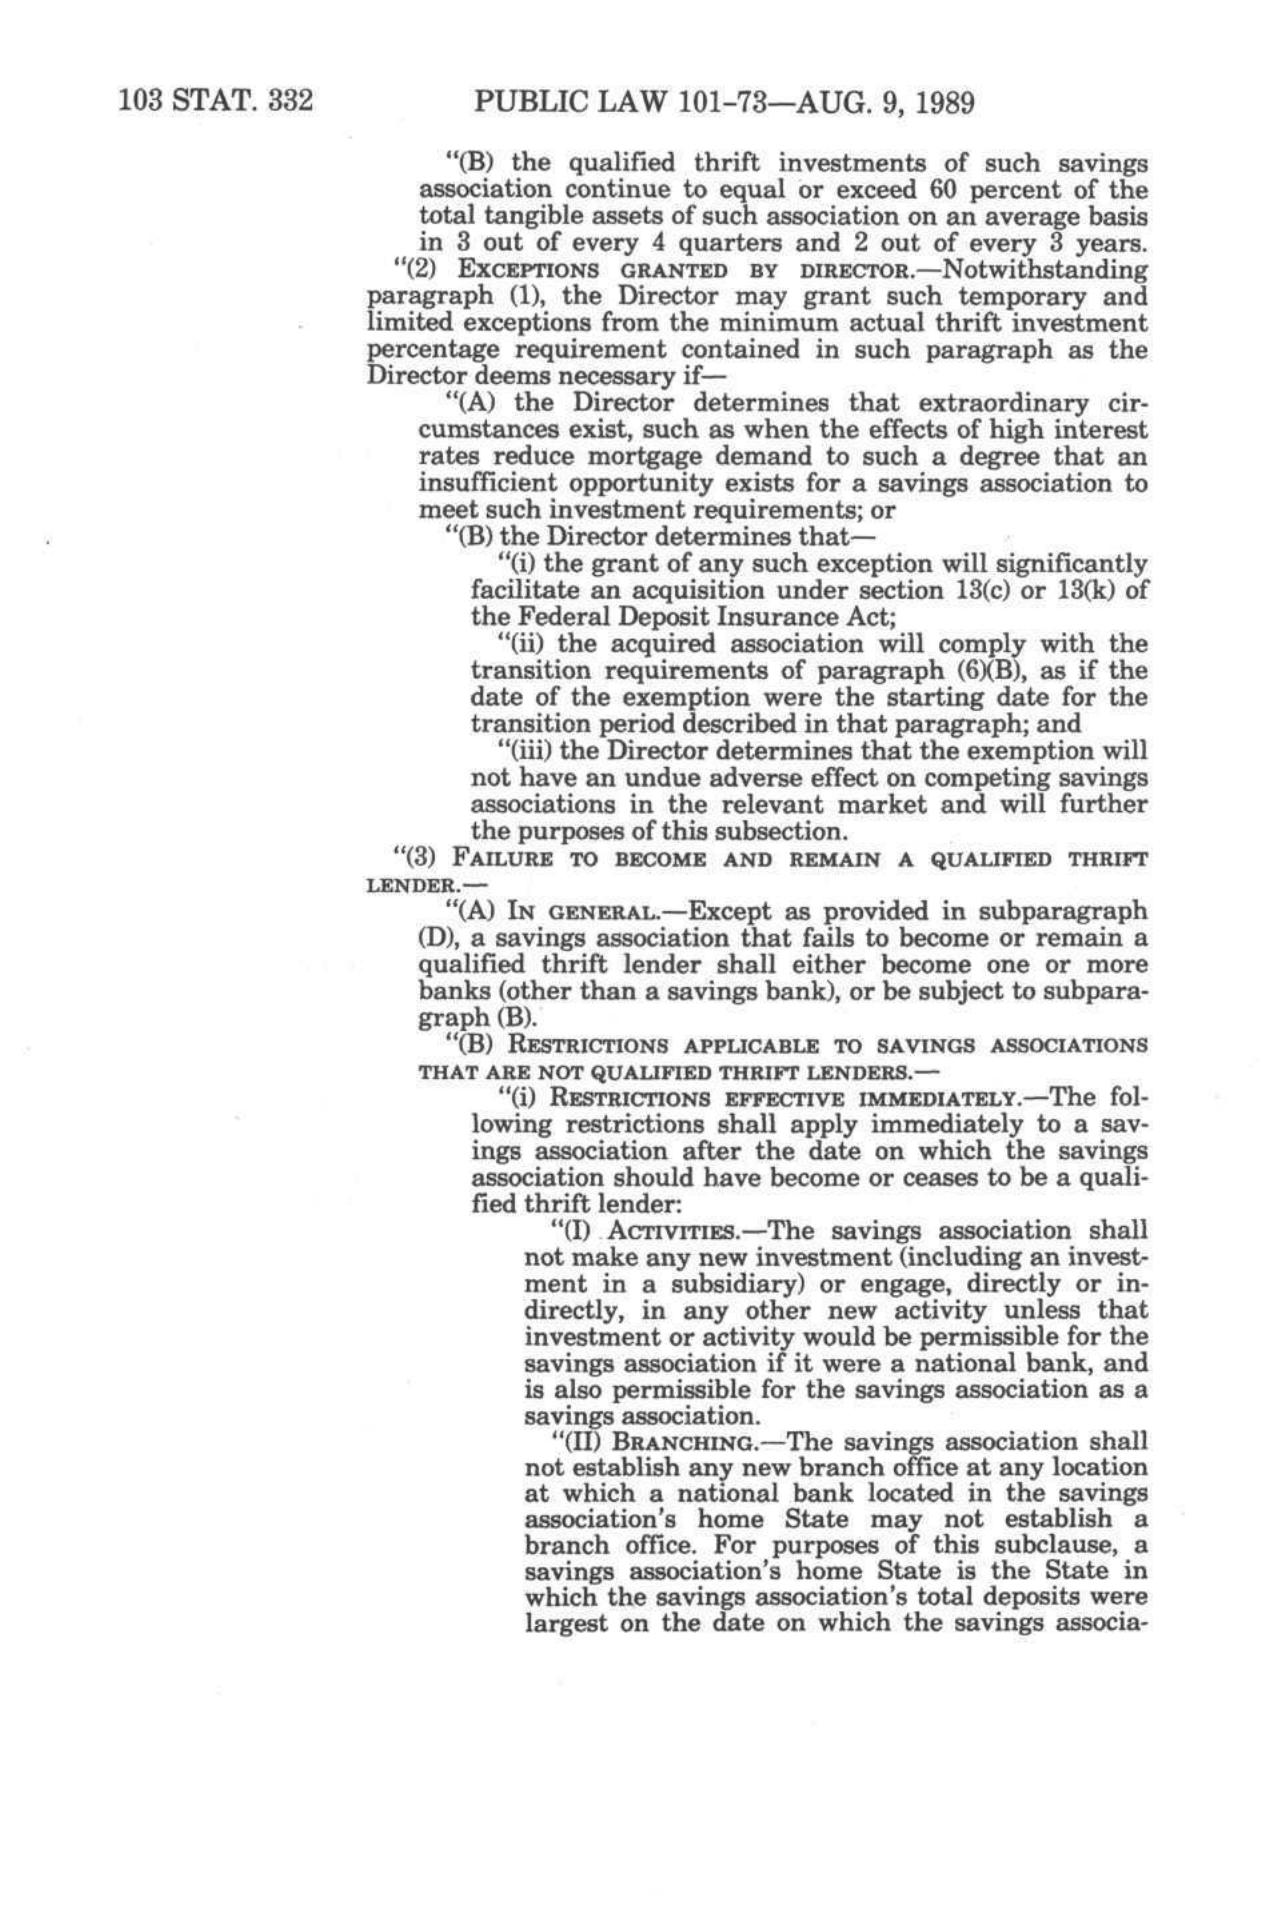 103 STAT. 332
PUBLIC LAW 101-73—AUG. 9, 1989
“(B) the qualified thrift investments of such savings
association continue to equal or exceed 60 percent of the
total tangible assets of such association on an average basis
in 3 out of every 4 quarters and 2 out of every 3 years.
“(2) EXCEPTIONS GRANTED BY DIRECTOR.—Notwithstanding
paragraph (1), the Director may grant such temporary and
limited exceptions from the minimum actual thrift investment
percentage requirement contained in such paragraph as the
Director deems necessary if—
“(A) the Director determines that extraordinary cir-
cumstances exist, such as when the effects of high interest
rates reduce mortgage demand to such a degree that an
insufficient opportunity exists for a savings association to
meet such investment requirements; or
“(B) the Director determines that—
“(i) the grant of any such exception will significantly
facilitate an acquisition under section 13(c) or 13(k) of
the Federal Deposit Insurance Act;
“(ii) the acquired association will comply with the
transition requirements of paragraph (6)(B), as if the
date of the exemption were the starting date for the
transition period described in that paragraph; and
“(iii) the Director determines that the exemption will
not have an undue adverse effect on competing savings
associations in the relevant market and will further
the purposes of this subsection.
“(3) FAILURE TO BECOME AND REMAIN A QUALIFIED THRIFT
LENDER.—
“(A) IN GENERAL.—Except as provided in subparagraph
(D), a savings association that fails to become or remain a
qualified thrift lender shall either become one or more
banks (other than a savings bank), or be subject to subpara-
graph (B).
“(B) RESTRICTIONS APPLICABLE TO SAVINGS ASSOCIATIONS
THAT ARE NOT QUALIFIED THRIFT LENDERS.—
“(i) RESTRICTIONS EFFECTIVE IMMEDIATELY.—The fol-
lowing restrictions shall apply immediately to a sav-
ings association after the date on which the savings
association should have become or ceases to be a quali-
fied thrift lender:
“(I) ACTIVITIES.—The savings association shall
not make any new investment (including an invest-
ment in a subsidiary) or engage, directly or in-
directly, in any other new activity unless that
investment or activity would be permissible for the
savings association if it were a national bank, and
is also permissible for the savings association as a
savings association.
“(II) BRANCHING.—The savings association shall
not establish any new branch office at any location
at which a national bank located in the savings
association's home State may not establish a
branch office. For purposes of this subclause, a
savings association's home State is the State in
which the savings association's total deposits were
largest on the date on which the savings associa-